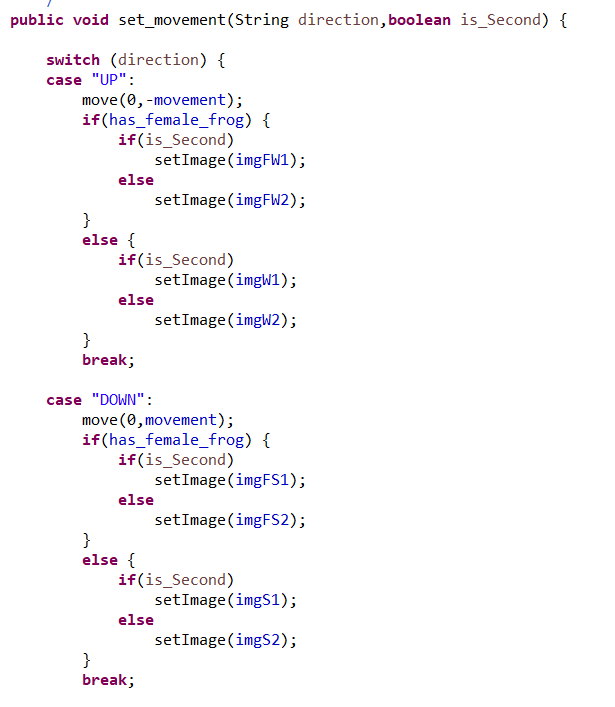 public void set_movement(String direction,boolean is_Second) {
switch (direction) {
case "UP":
move(0,-movement);
if(has_female_frog) {
if(is_Second)
setImage(imgFW1);
else
setImage(imgFW2);
}
else {
if(is_Second)
setImage(imgW1);
else
setImage(imgW2);
}
break;
case "DOWN":
move(0,movement);
if(has_female_frog) {
if(is_Second)
setImage(imgFS1);
else
setImage(imgFS2);
}
else {
if(is_Second)
setImage(imgS1);
else
setImage(imgS2);
}
break;